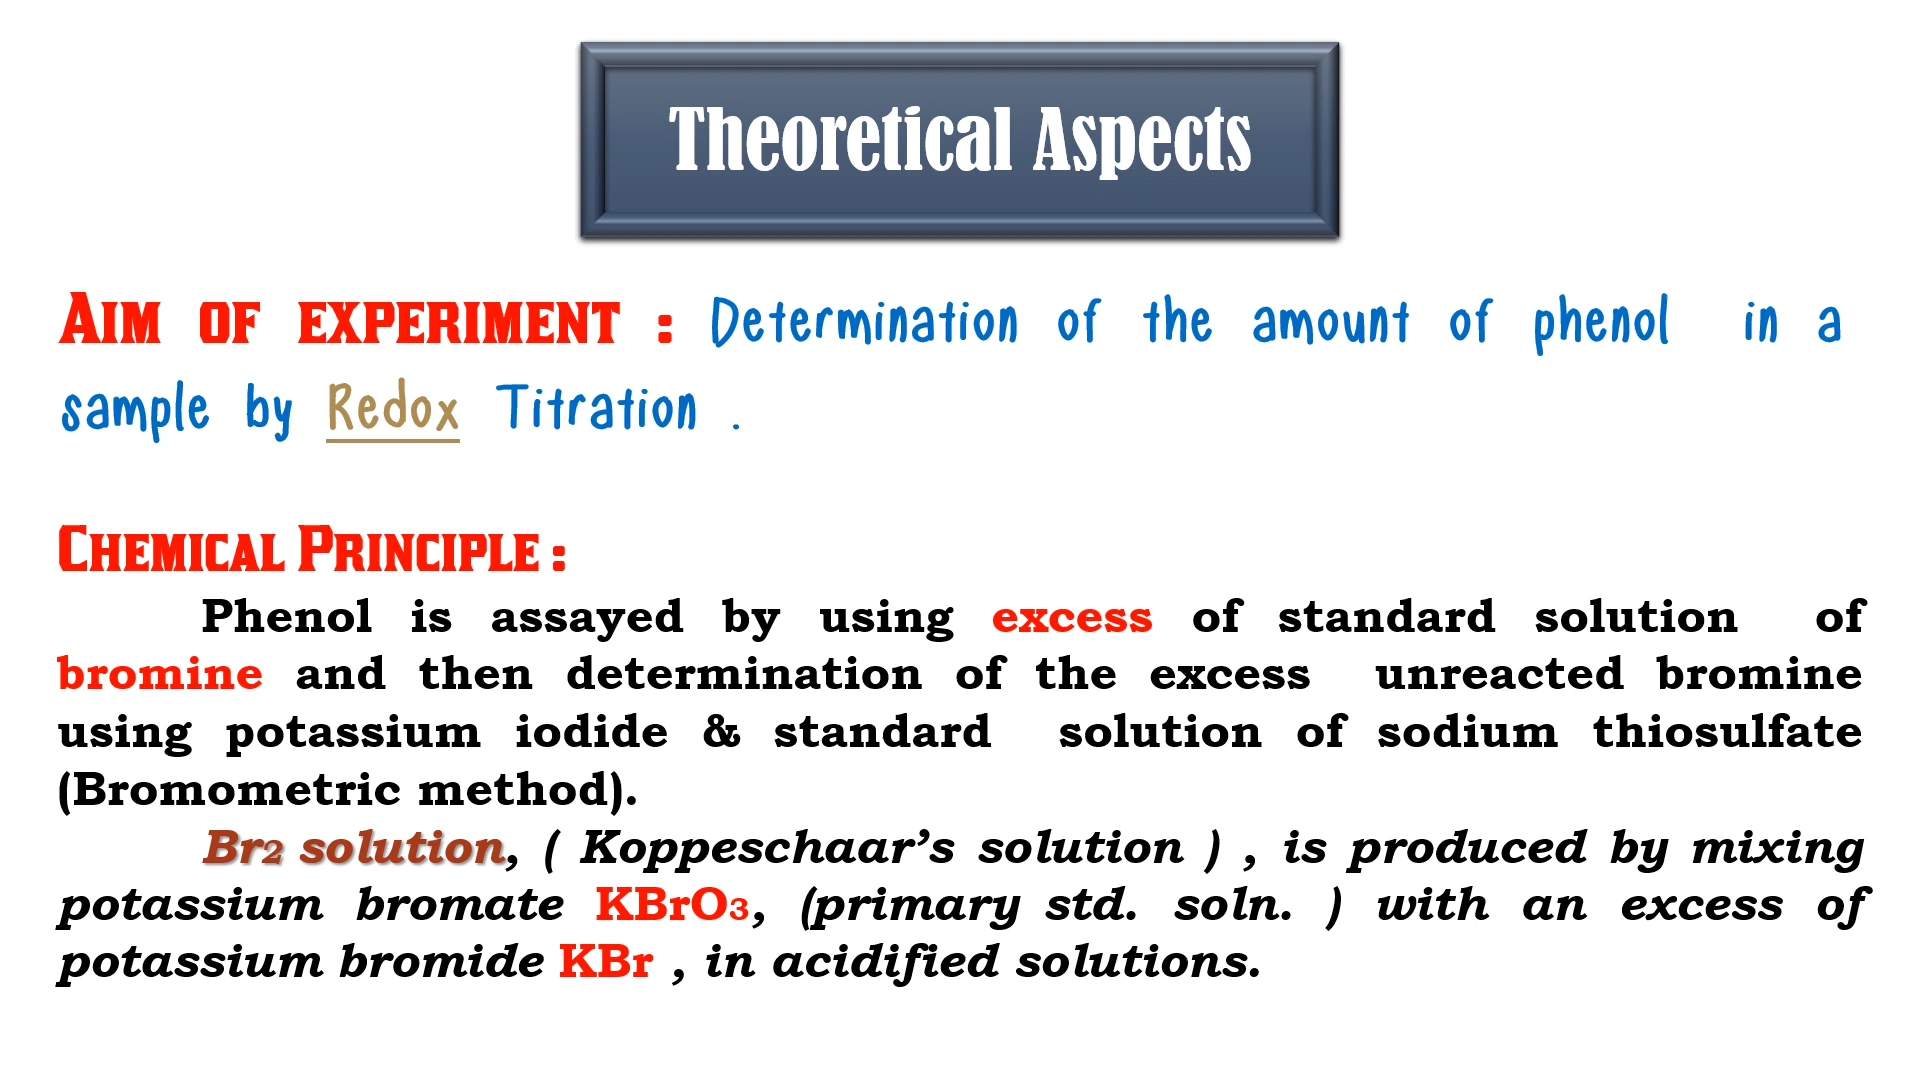 Theoretical Aspects
Aim of experiment : Determination of the amount of phenol in a
sample by Redox Titration .
Chemical Principle :
Phenol is assayed by using excess of standard solution of
bromine and then determination of the excess unreacted bromine
using potassium iodide & standard solution of sodium thiosulfate
(Bromometric method).
Br2 solution, ( Koppeschaar’s solution ) , is produced by mixing
potassium bromate KBrO3, (primary std. soln. ) with an excess of
potassium bromide KBr , in acidified solutions.